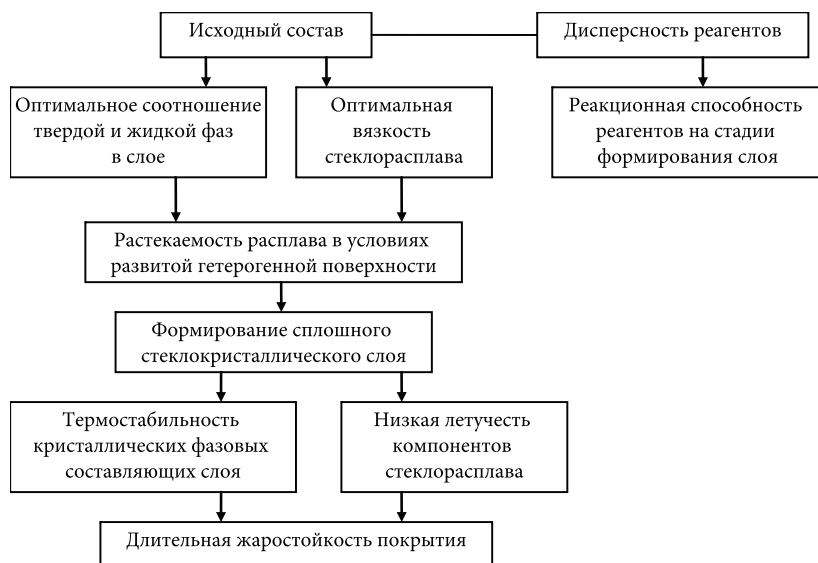 Исходный состав
Дисперсность реагентов
Оптимальное соотношение
твердой и жидкой фаз
в слое
Оптимальная
вязкость
стеклорасплава
Реакционная способность
реагентов на стадии
формирования слоя
Растекаемость расплава в условиях
развитой гетерогенной поверхности
Формирование сплошного
стеклокристаллического слоя
Термостабильность
кристаллических фазовых
составляющих слоя
Низкая летучесть
компонентов
стеклорасплава
Длительная жаростойкость покрытия